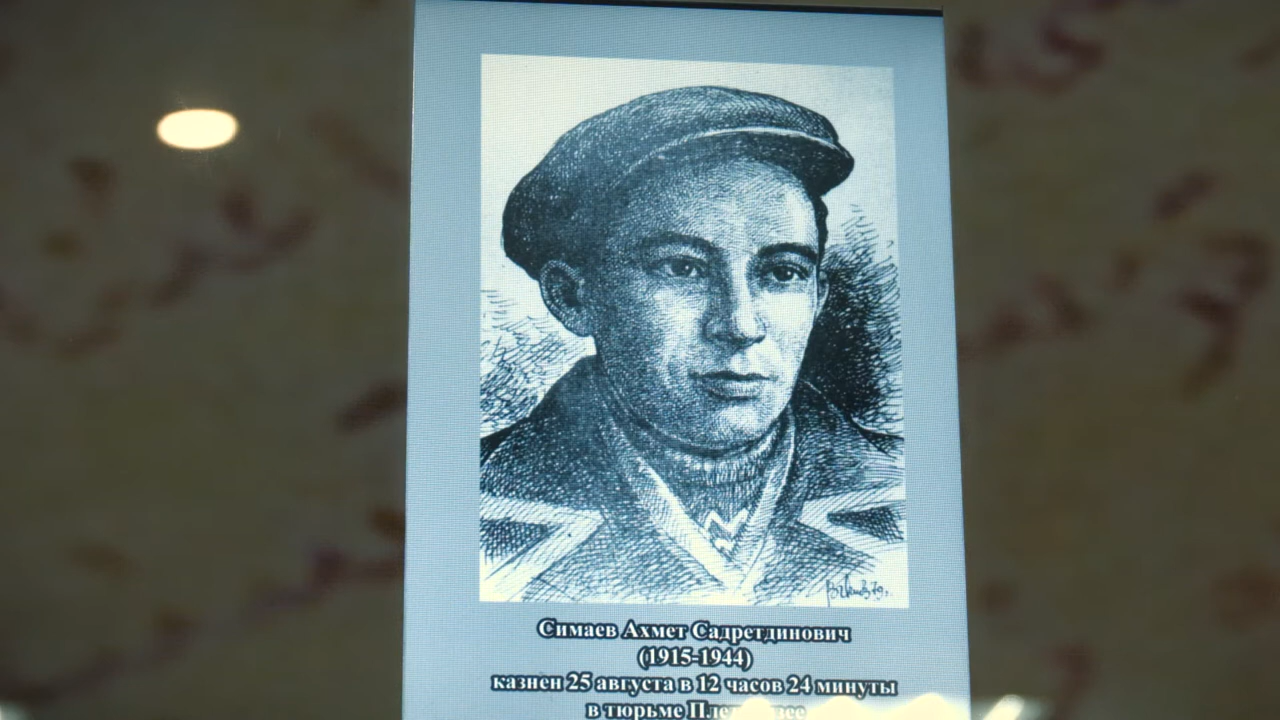 Симаев Ахмет Садретдинович
(1915-1944)
казнен 25 августа в 12 часов 24 минуты
в тюрьме